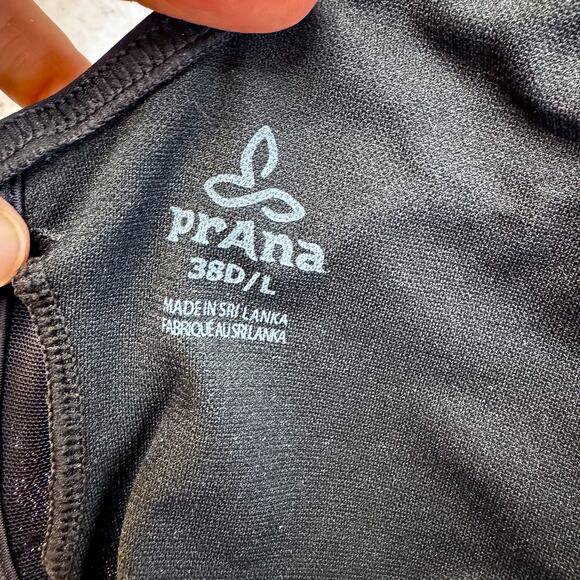 prAna
38D/L
MADE IN SRI LANKA
FABRIQUE AU SRI LANKA